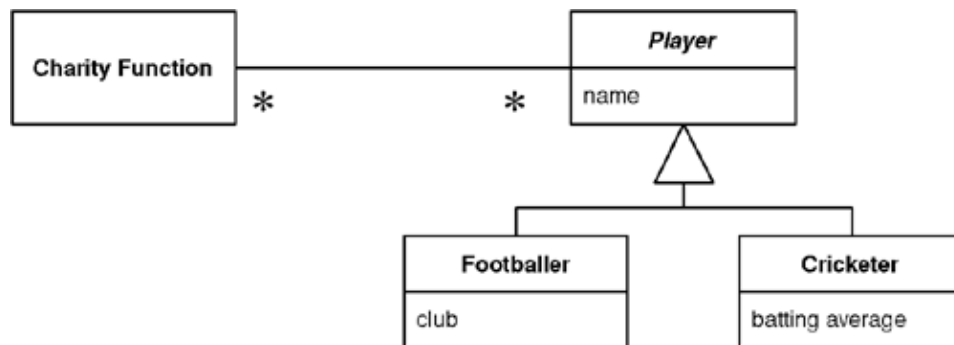 Player
Charity Function
name
*
*
Footballer
Cricketer
club
batting average